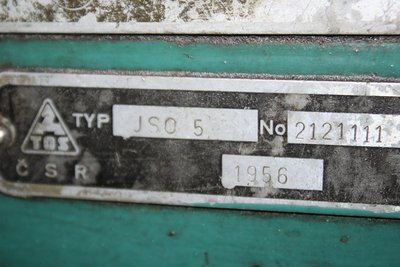 TYP JSO 5 No 2121111
TOS
ČSR 1956